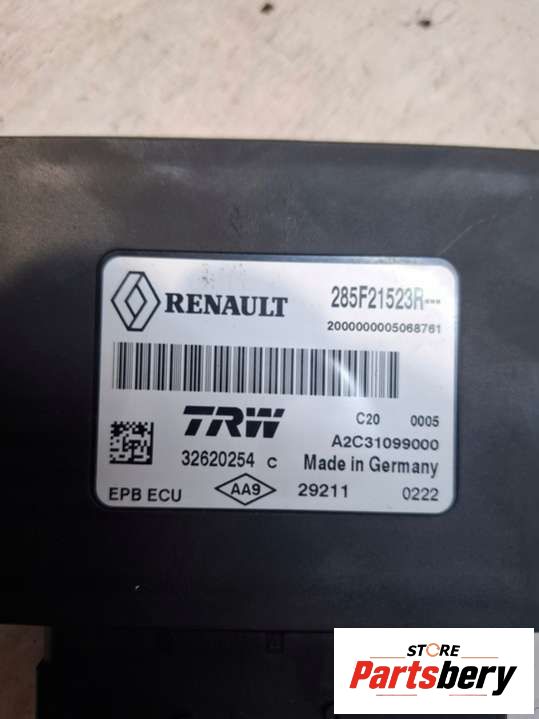 RENAULT 285F21523R---
2000000005068761
TRW C20 0005
A2C31099000
32620254 C Made in Germany
EPB ECU AA9 29211 0222
STORE
Partsbery